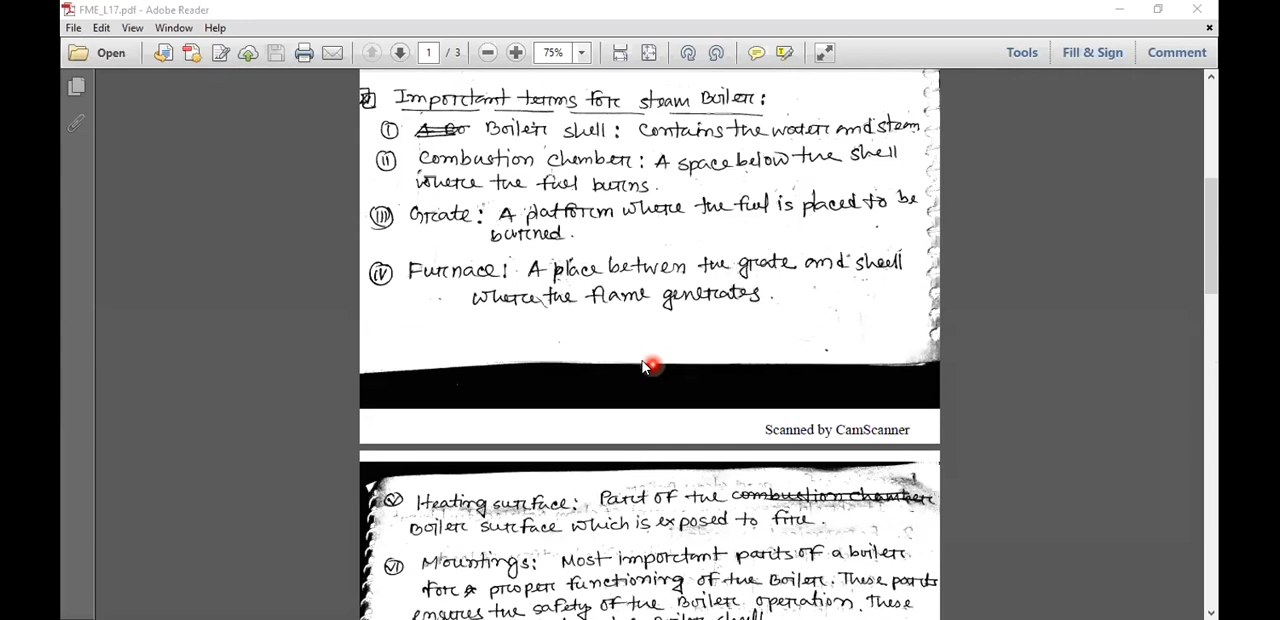 FME_L17.pdf - Adobe Reader
File Edit View Window Help
Open 1 / 3 75% Tools Fill & Sign Comment
Important terms for steam Boiler:
i Boiler shell: Contains the water and steam
ii Combustion chamber: A space below the shell
where the fuel burns.
iii Grate: A platform where the fuel is placed to be
burned.
iv Furnace: A place betwen the grate and sheell
where the flame generates.
Scanned by CamScanner
v Heating surface: Part of the combustion chamber
Boiler surface which is exposed to fire.
vi Mountings: Most important parts of a boiler
for a proper functioning of the Boiler. These parts
ensures the safety of the Boiler operation. These